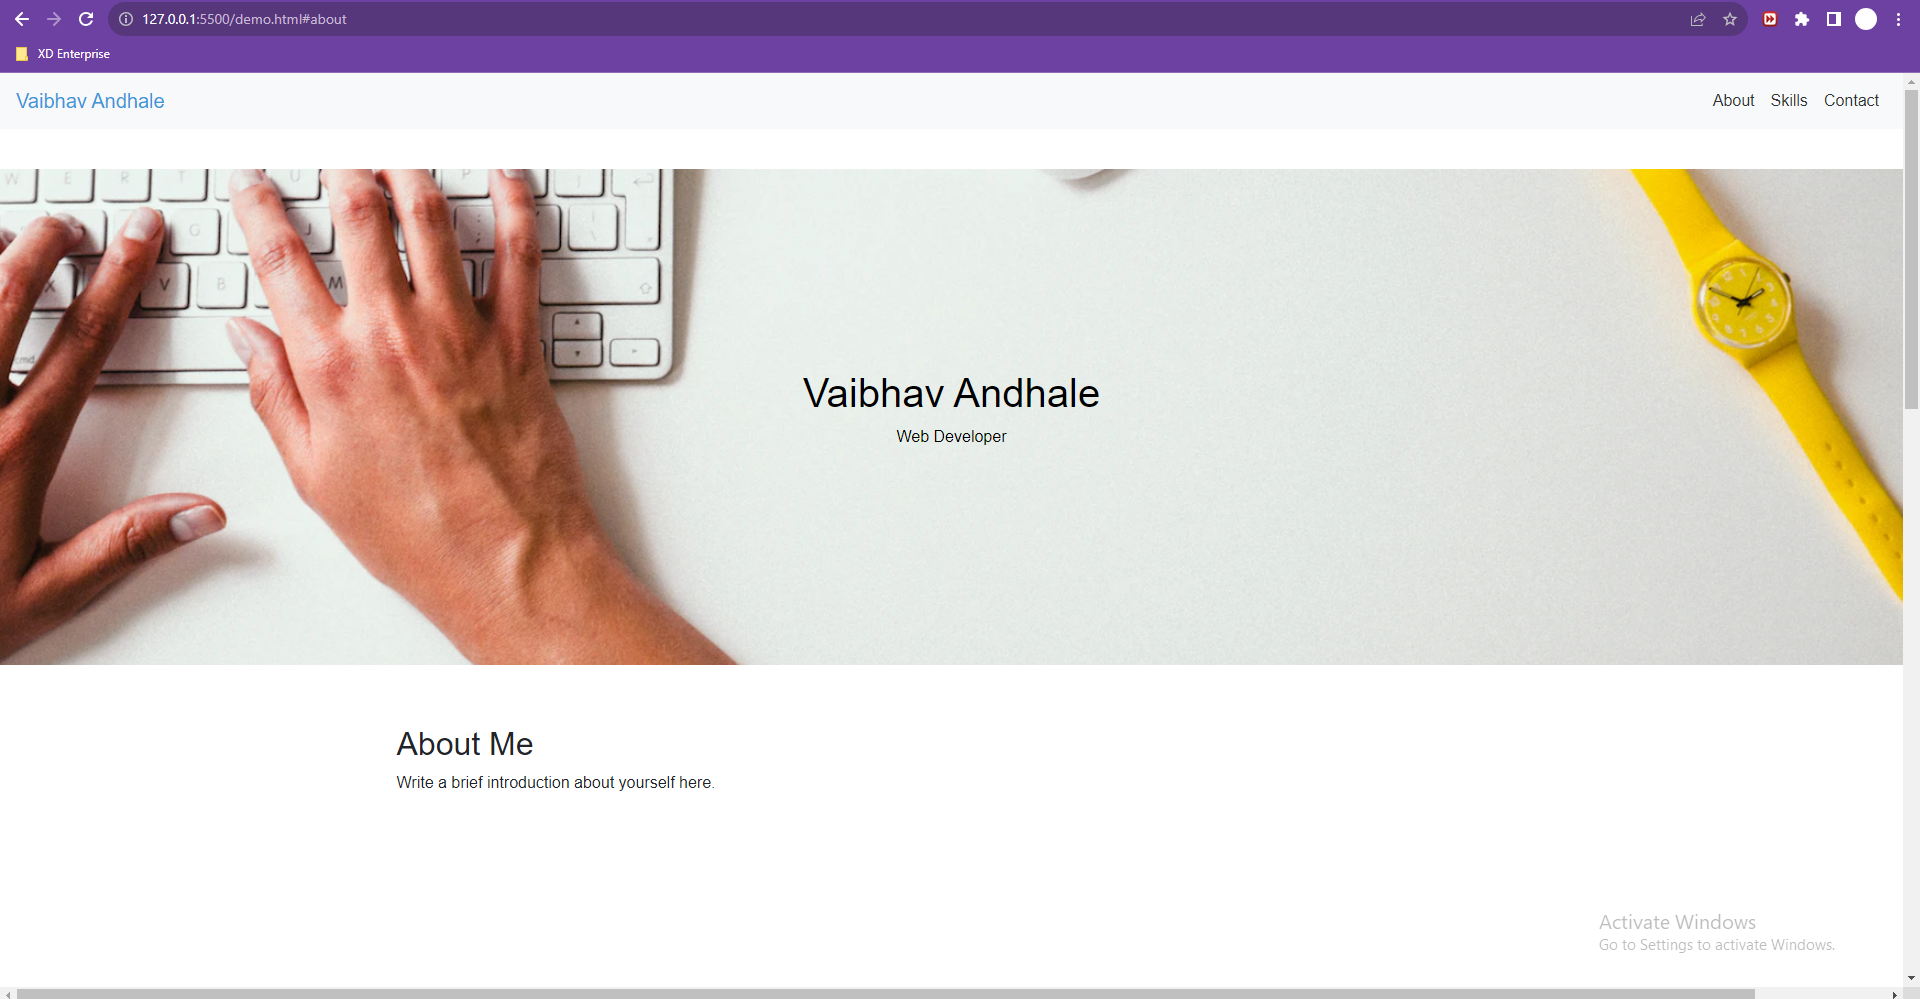 127.0.0.1:5500/demo.html#about
XD Enterprise
Vaibhav Andhale
About Skills Contact
W E R T U P
G
X V B M
cmd
Vaibhav Andhale
Web Developer
About Me
Write a brief introduction about yourself here.
Activate Windows
Go to Settings to activate Windows.